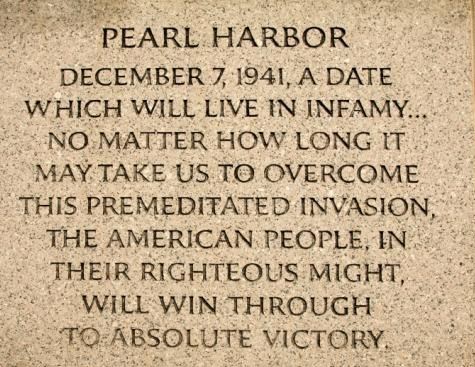 PEARL HARBOR
DECEMBER 7, 1941, A DATE
WHICH WILL LIVE IN INFAMY...
NO MATTER HOW LONG IT
MAY TAKE US TO OVERCOME
THIS PREMEDITATED INVASION,
THE AMERICAN PEOPLE, IN
THEIR RIGHTEOUS MIGHT,
WILL WIN THROUGH
TO ABSOLUTE VICTORY.